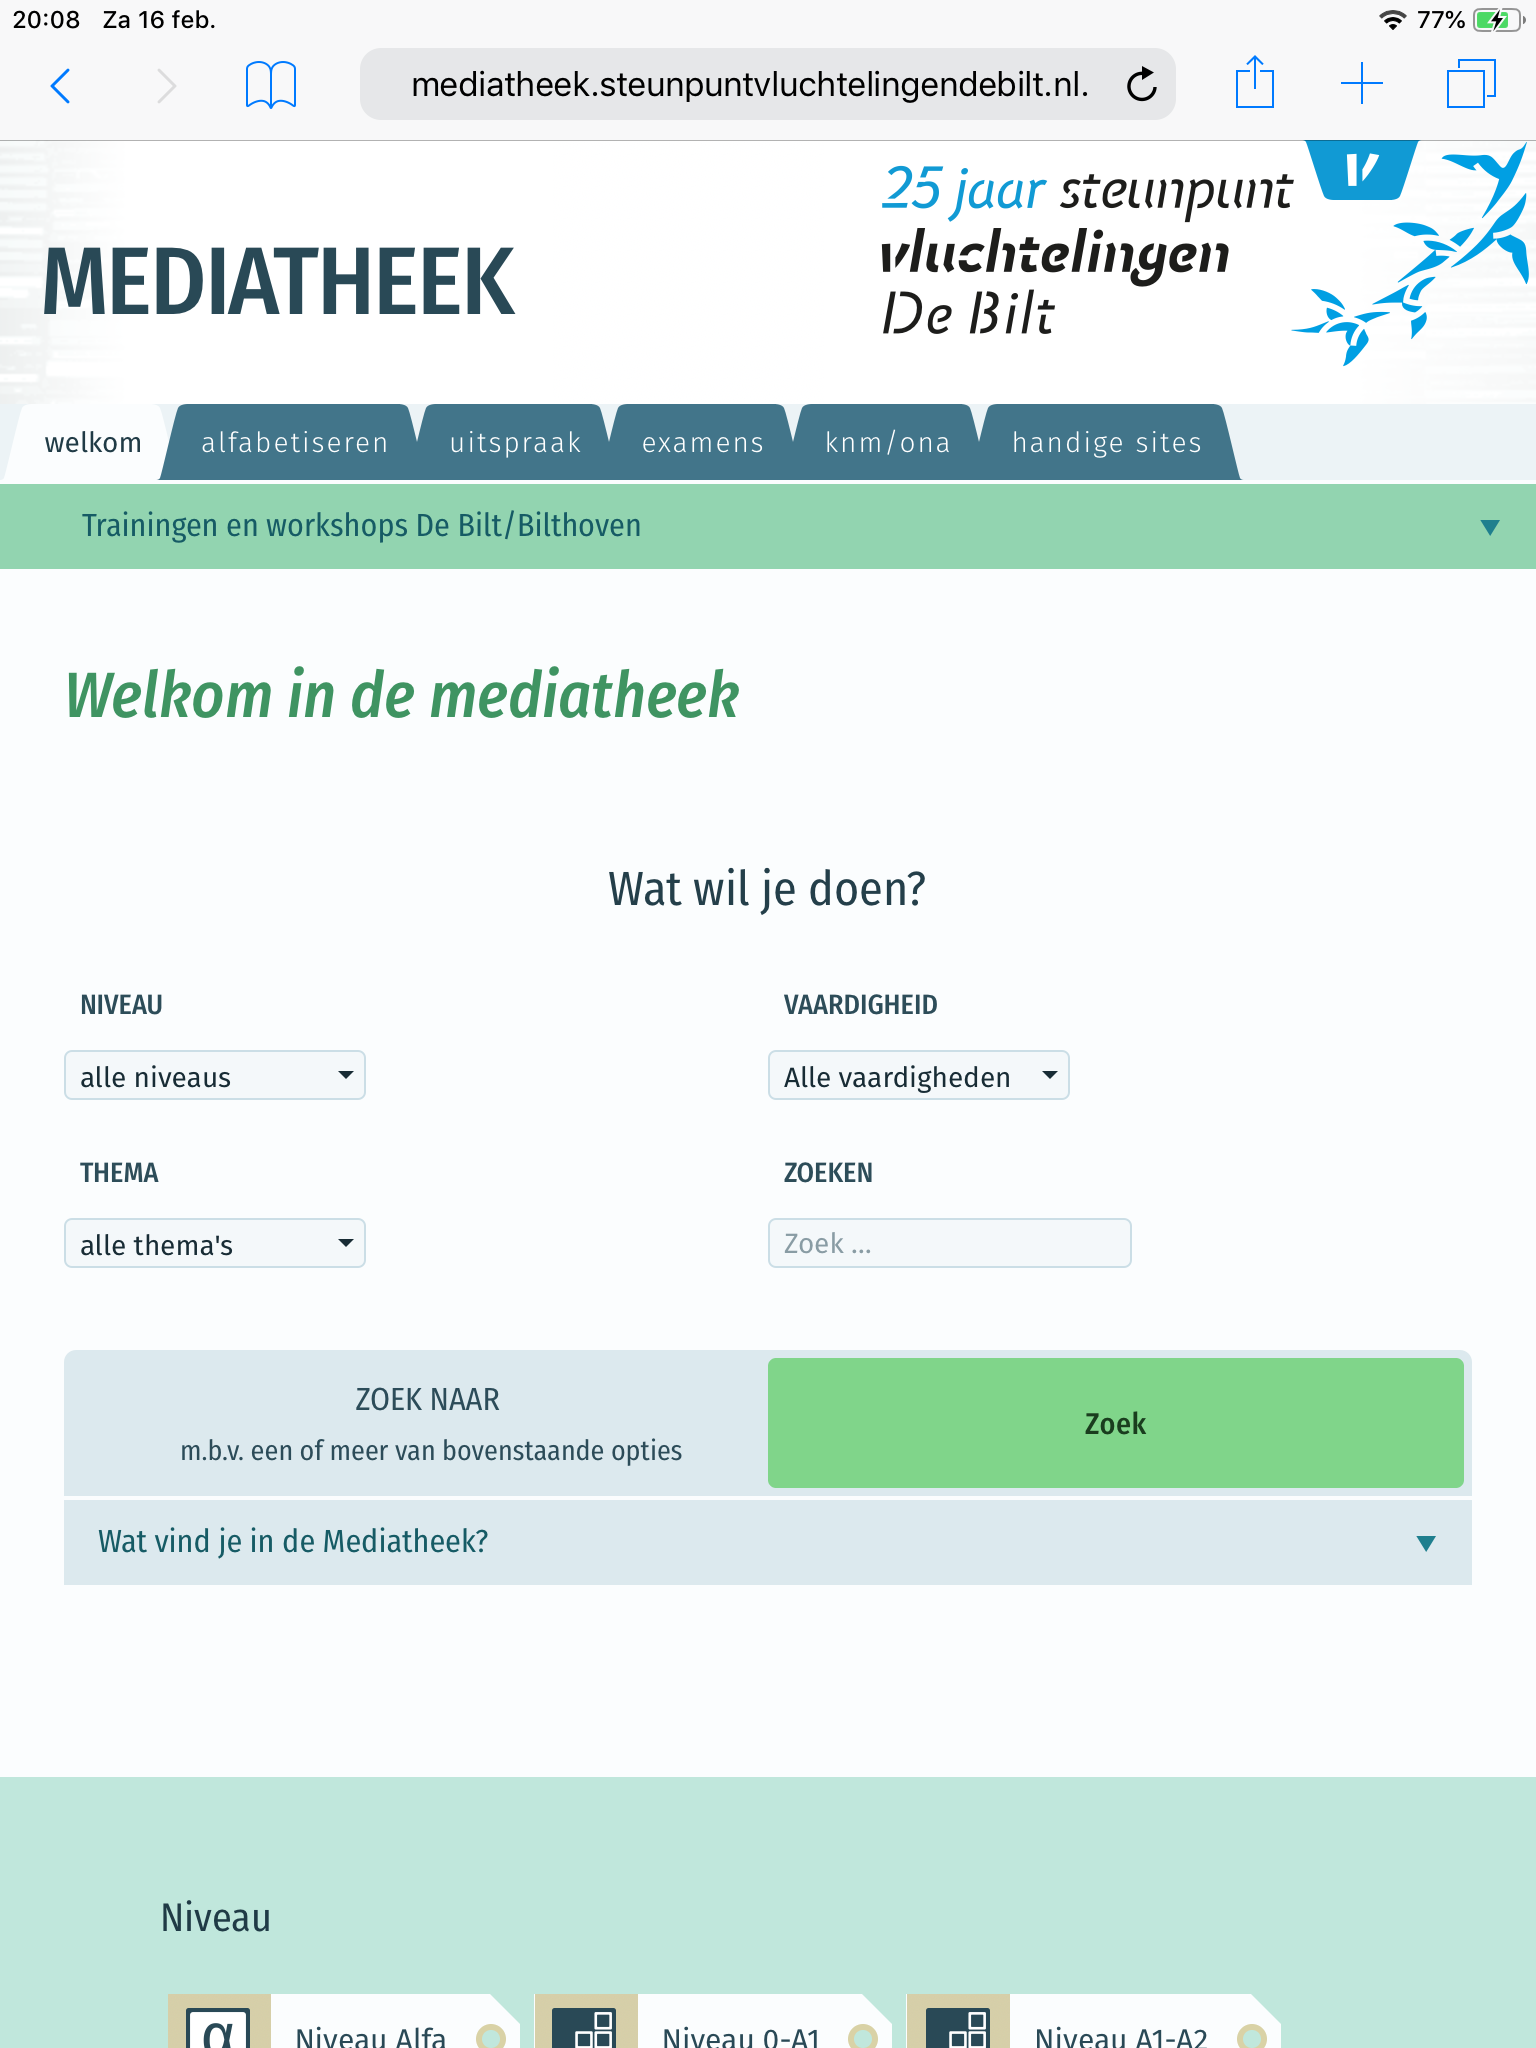 20:08 Za 16 feb. 77%
mediatheek.steunpuntvluchtelingendebilt.nl.
MEDIATHEEK
25 jaar steunpunt
vluchtelingen
De Bilt
V
welkom alfabetiseren uitspraak examens knm/ona handige sites
Trainingen en workshops De Bilt/Bilthoven
Welkom in de mediatheek
Wat wil je doen?
NIVEAU VAARDIGHEID
alle niveaus Alle vaardigheden
THEMA ZOEKEN
alle thema's Zoek ...
ZOEK NAAR
m.b.v. een of meer van bovenstaande opties
Zoek
Wat vind je in de Mediatheek?
Niveau
α Niveau Alfa Niveau 0-A1 Niveau A1-A2